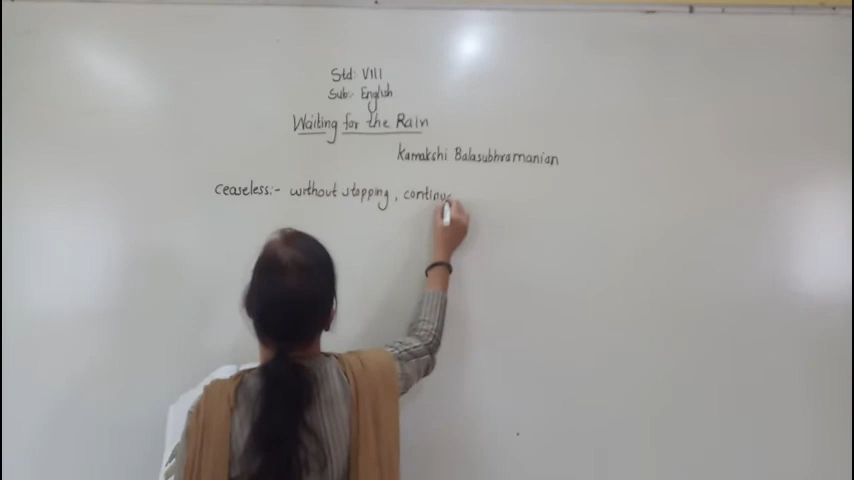 Std: VIII
Sub:- English
Waiting for the Rain
Kamakshi Balasubhramanian
Ceaseless:- without stopping, continu